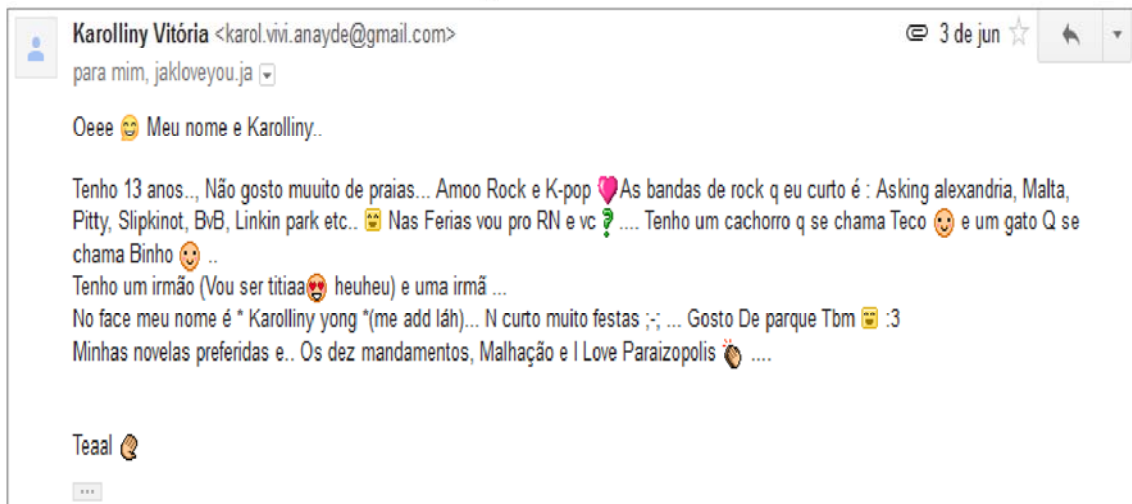 Karolliny Vitória <karol.vivi.anayde@gmail.com> 3 de jun
para mim, jakloveyou.ja
Oeee 😄 Meu nome e Karolliny..
Tenho 13 anos.., Não gosto muuito de praias... Amoo Rock e K-pop 💗As bandas de rock q eu curto é : Asking alexandria, Malta,
Pitty, Slipkinot, BvB, Linkin park etc.. 😄 Nas Ferias vou pro RN e vc ❓ .... Tenho um cachorro q se chama Teco 😊 e um gato Q se
chama Binho 😊 ..
Tenho um irmão (Vou ser titiaa😍 heuheu) e uma irmã ...
No face meu nome é * Karolliny yong *(me add láh)... N curto muito festas ;-; ... Gosto De parque Tbm 😄 :3
Minhas novelas preferidas e.. Os dez mandamentos, Malhação e I Love Paraizopolis 👏 ....
Teaal 👋